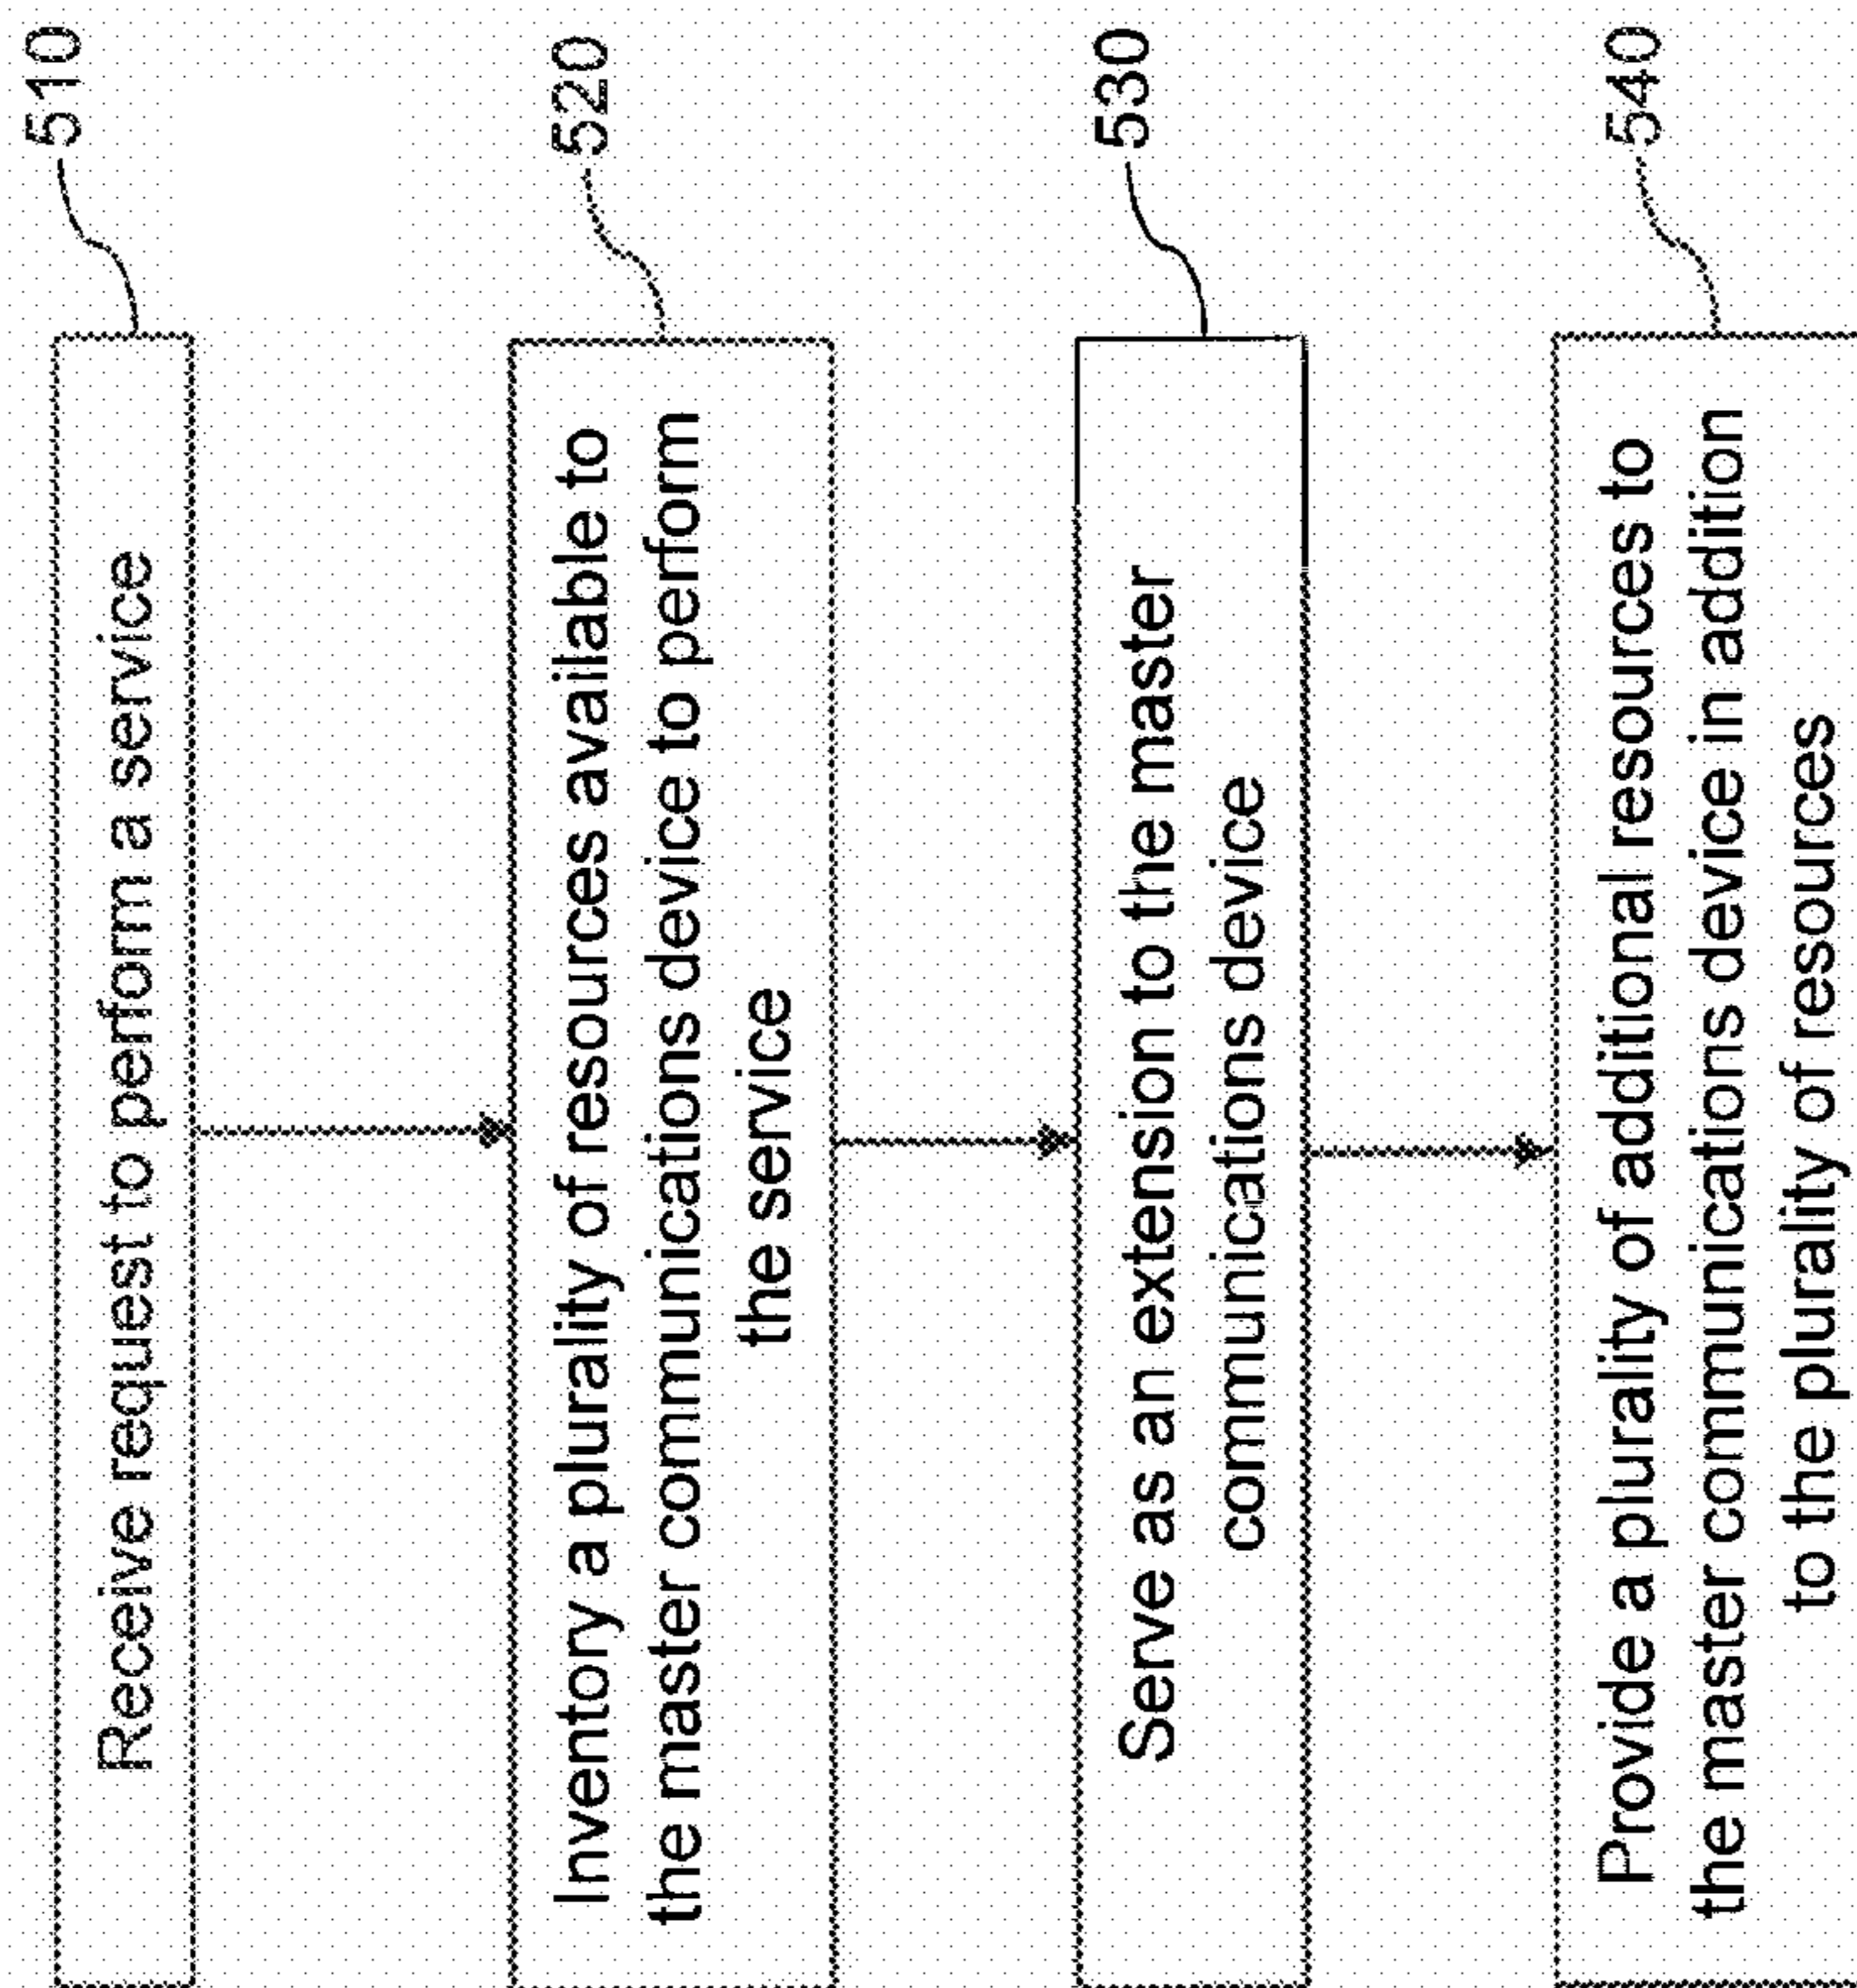 510
Receive request to perform a service
520
Inventory a plurality of resources available to
the master communications device to perform
the service
530
Serve as an extension to the master
communications device
540
Provide a plurality of additional resources to
the master communications device in addition
to the plurality of resources